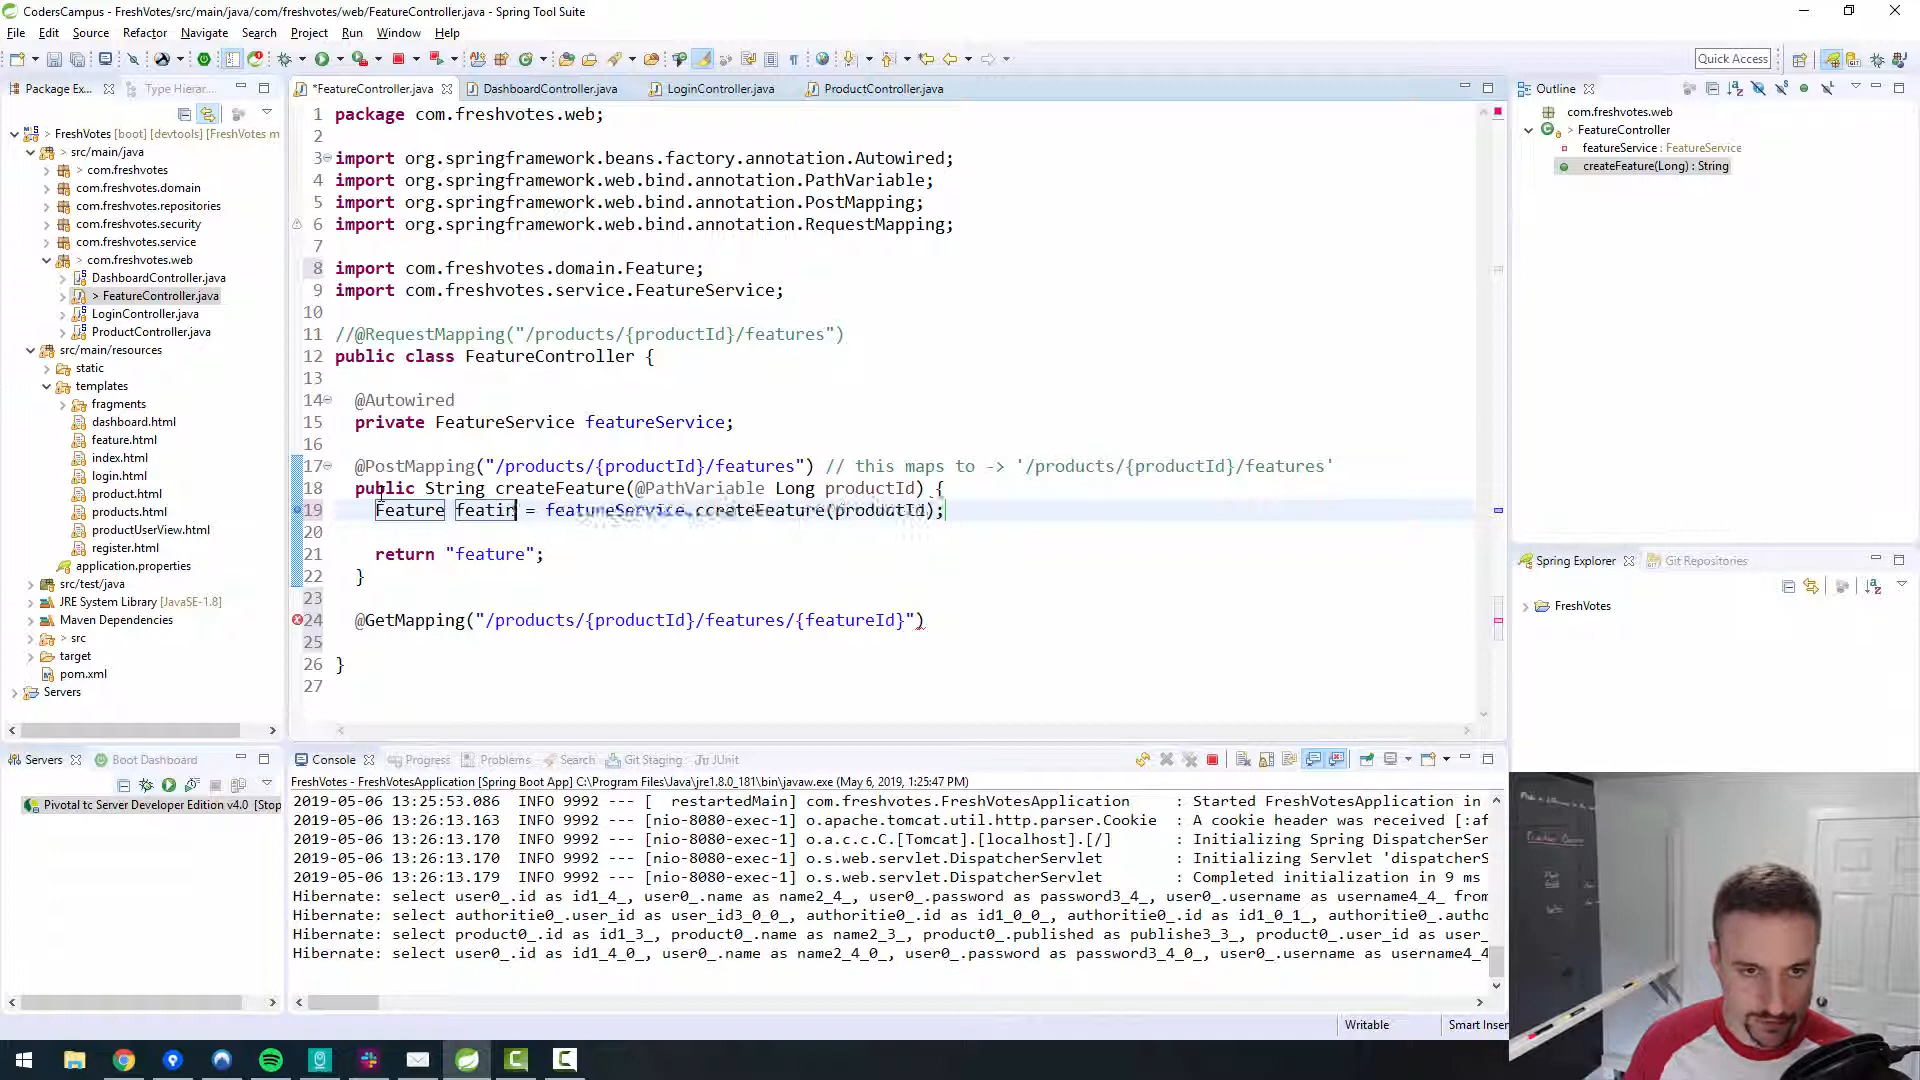 CodersCampus - FreshVotes/src/main/java/com/freshvotes/web/FeatureController.java - Spring Tool Suite
File Edit Source Refactor Navigate Search Project Run Window Help
Quick Access
Package Ex...
Type Hierar...
FreshVotes [boot] [devtools] [FreshVotes m
src/main/java
com.freshvotes
com.freshvotes.domain
com.freshvotes.repositories
com.freshvotes.security
com.freshvotes.service
com.freshvotes.web
DashboardController.java
FeatureController.java
LoginController.java
ProductController.java
src/main/resources
static
templates
fragments
dashboard.html
feature.html
index.html
login.html
product.html
products.html
productUserView.html
register.html
application.properties
src/test/java
JRE System Library [JavaSE-1.8]
Maven Dependencies
src
target
pom.xml
Servers
*FeatureController.java DashboardController.java LoginController.java ProductController.java
1 package com.freshvotes.web;
2
3 import org.springframework.beans.factory.annotation.Autowired;
4 import org.springframework.web.bind.annotation.PathVariable;
5 import org.springframework.web.bind.annotation.PostMapping;
6 import org.springframework.web.bind.annotation.RequestMapping;
7
8 import com.freshvotes.domain.Feature;
9 import com.freshvotes.service.FeatureService;
10
11 //@RequestMapping("/products/{productId}/features")
12 public class FeatureController {
13
14 @Autowired
15 private FeatureService featureService;
16
17 @PostMapping("/products/{productId}/features") // this maps to -> '/products/{productId}/features'
18 public String createFeature(@PathVariable Long productId) {
19 Feature featir = featureService.createFeature(productId);
20
21 return "feature";
22 }
23
24 @GetMapping("/products/{productId}/features/{featureId}")
25
26 }
27
Outline
com.freshvotes.web
FeatureController
featureService : FeatureService
createFeature(Long) : String
Spring Explorer Git Repositories
FreshVotes
Servers Boot Dashboard
Pivotal tc Server Developer Edition v4.0 [Stop
Console Progress Problems Search Git Staging JUnit
FreshVotes - FreshVotesApplication [Spring Boot App] C:\Program Files\Java\jre1.8.0_181\bin\javaw.exe (May 6, 2019, 1:25:47 PM)
2019-05-06 13:25:53.086 INFO 9992 --- [ restartedMain] com.freshvotes.FreshVotesApplication : Started FreshVotesApplication in
2019-05-06 13:26:13.163 INFO 9992 --- [nio-8080-exec-1] o.apache.tomcat.util.http.parser.Cookie : A cookie header was received [:af
2019-05-06 13:26:13.170 INFO 9992 --- [nio-8080-exec-1] o.a.c.c.C.[Tomcat].[localhost].[/] : Initializing Spring DispatcherSe
2019-05-06 13:26:13.170 INFO 9992 --- [nio-8080-exec-1] o.s.web.servlet.DispatcherServlet : Initializing Servlet 'dispatcherS
2019-05-06 13:26:13.179 INFO 9992 --- [nio-8080-exec-1] o.s.web.servlet.DispatcherServlet : Completed initialization in 9 ms
Hibernate: select user0_.id as id1_4_, user0_.name as name2_4_, user0_.password as password3_4_, user0_.username as username4_4_ from
Hibernate: select authoritie0_.user_id as user_id3_0_0_, authoritie0_.id as id1_0_0_, authoritie0_.id as id1_0_1_, authoritie0_.autho
Hibernate: select product0_.id as id1_3_, product0_.name as name2_3_, product0_.published as publishe3_3_, product0_.user_id as user_
Hibernate: select user0_.id as id1_4_0_, user0_.name as name2_4_0_, user0_.password as password3_4_0_, user0_.username as username4_4
Writable
Smart Inser